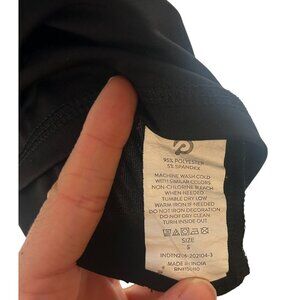 95% POLYESTER
5% SPANDEX
MACHINE WASH COLD
WITH SIMILAR COLORS
NON-CHLORINE BLEACH
WHEN NEEDED
TUMBLE DRY LOW
WARM IRON IF NEEDED
DO NOT IRON DECORATION
DO NOT DRY CLEAN
TURN INSIDE OUT
SIZE
S
MADE IN INDIA